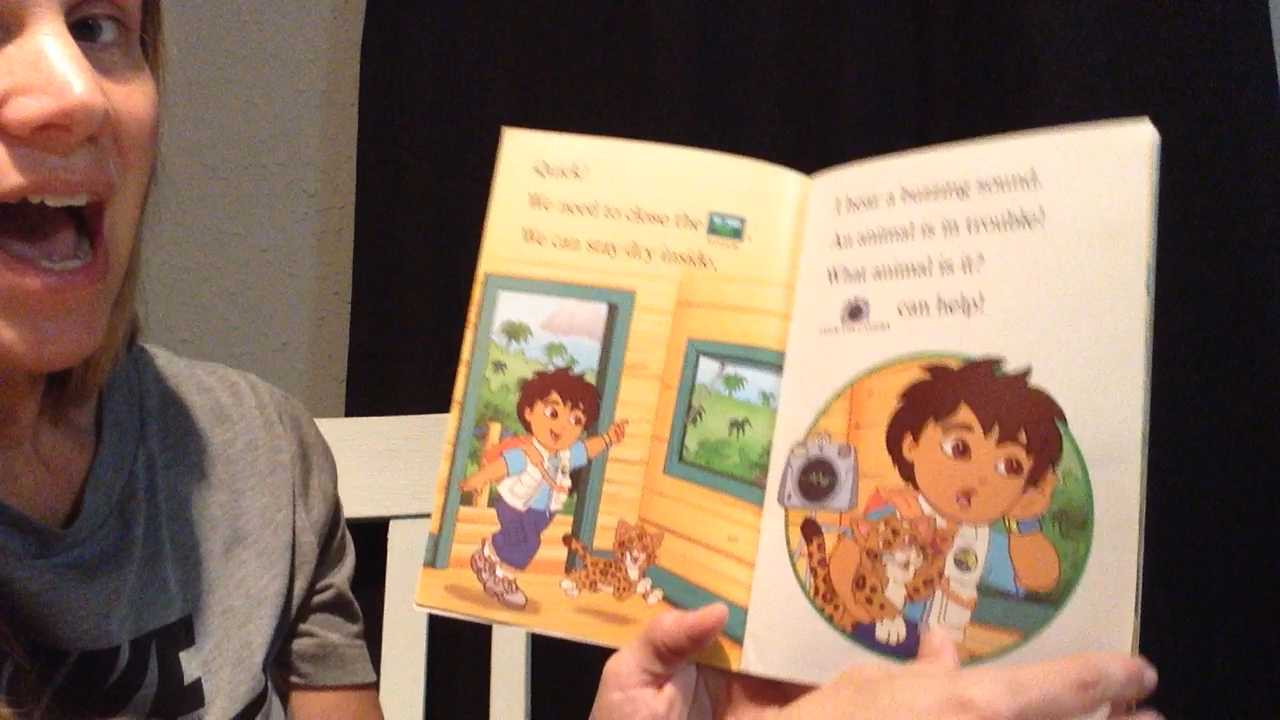 Quick!
We need to close the
We can stay dry inside.
I hear a buzzing sound.
An animal is in trouble!
What animal is it?
can help!